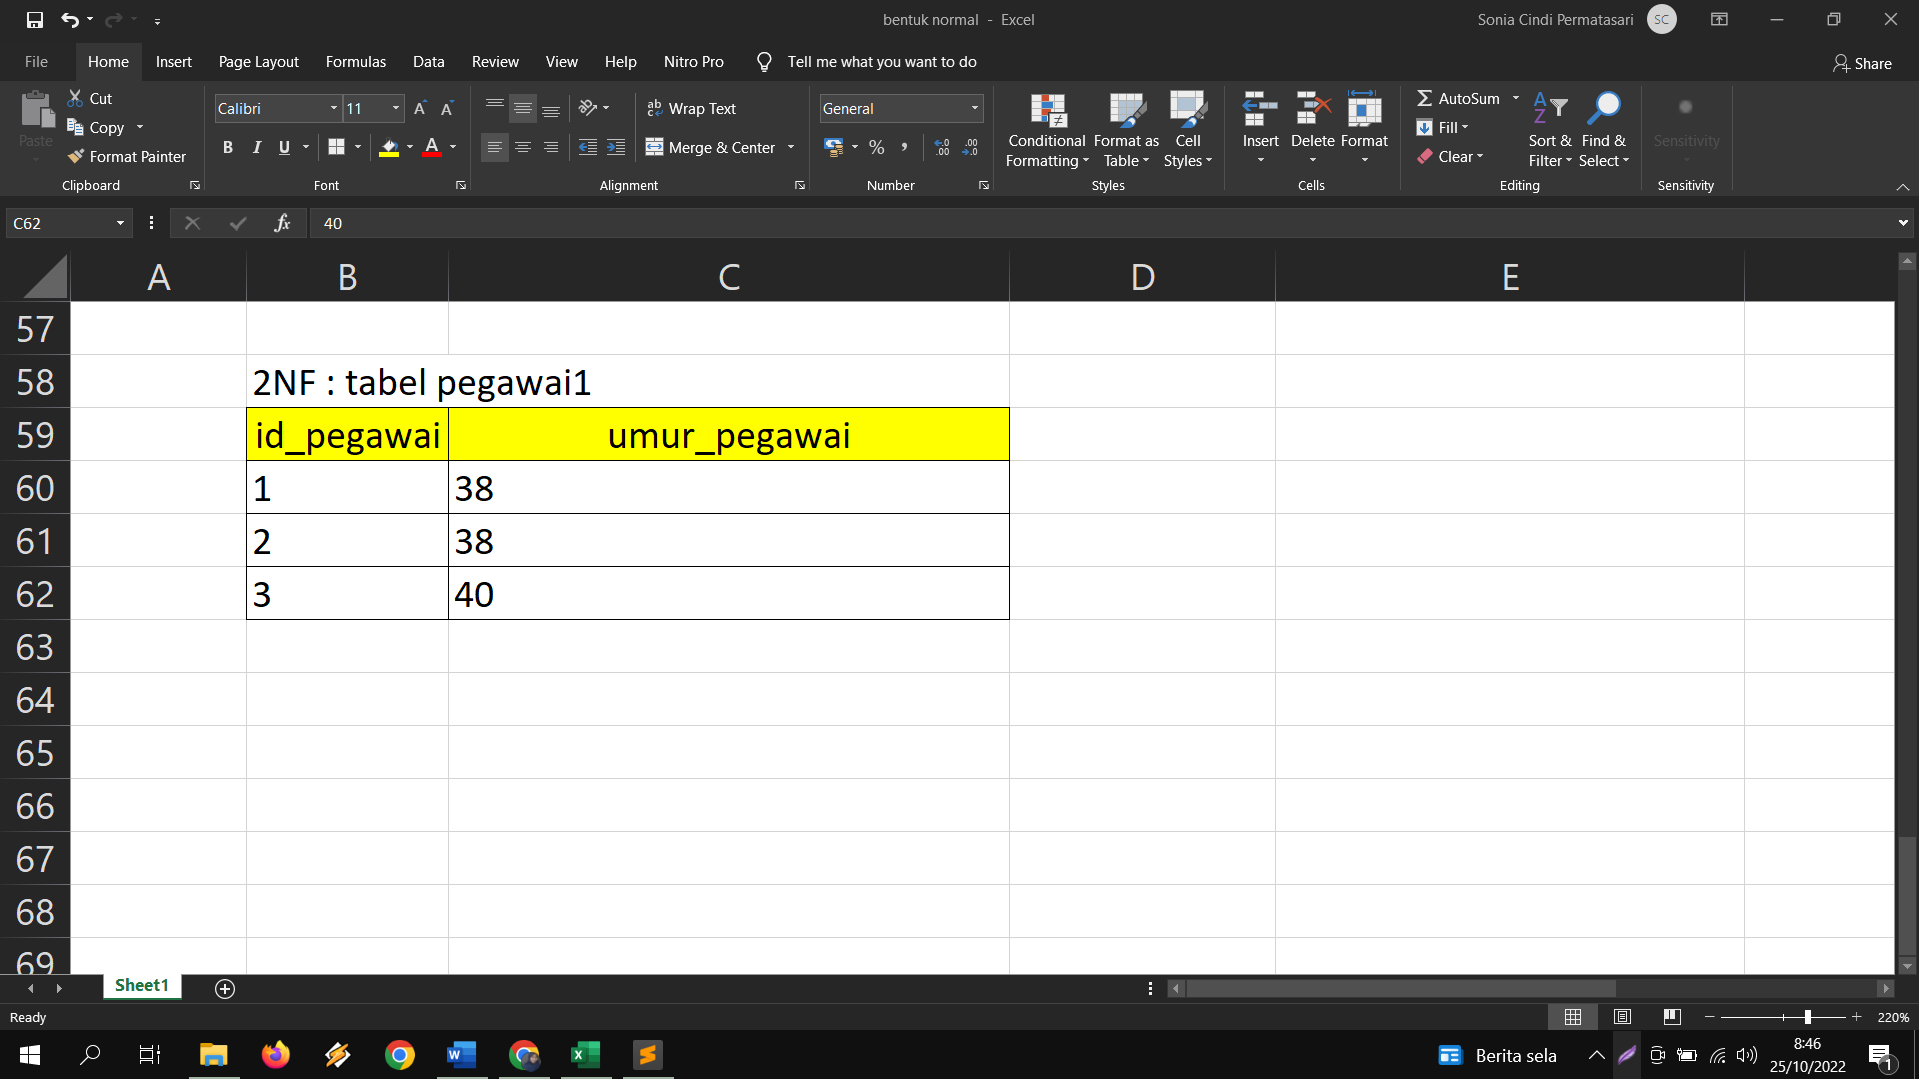 bentuk normal - Excel
Sonia Cindi Permatasari SC
File Home Insert Page Layout Formulas Data Review View Help Nitro Pro Tell me what you want to do Share
Paste
Cut
Copy
Format Painter
Clipboard
Calibri 11 A A
B I U A
Font
ab Wrap Text
Merge & Center
Alignment
General
% ,
Number
Conditional Formatting
Format as Table
Cell Styles
Styles
Insert Delete Format
Cells
AutoSum
Fill
Clear
Sort & Filter
Find & Select
Editing
Sensitivity
Sensitivity
C62 fx 40
A B C D E
57
58 2NF : tabel pegawai1
59 id_pegawai umur_pegawai
60 1 38
61 2 38
62 3 40
63
64
65
66
67
68
69
Sheet1
Ready 220%
Berita sela
8:46
25/10/2022
1